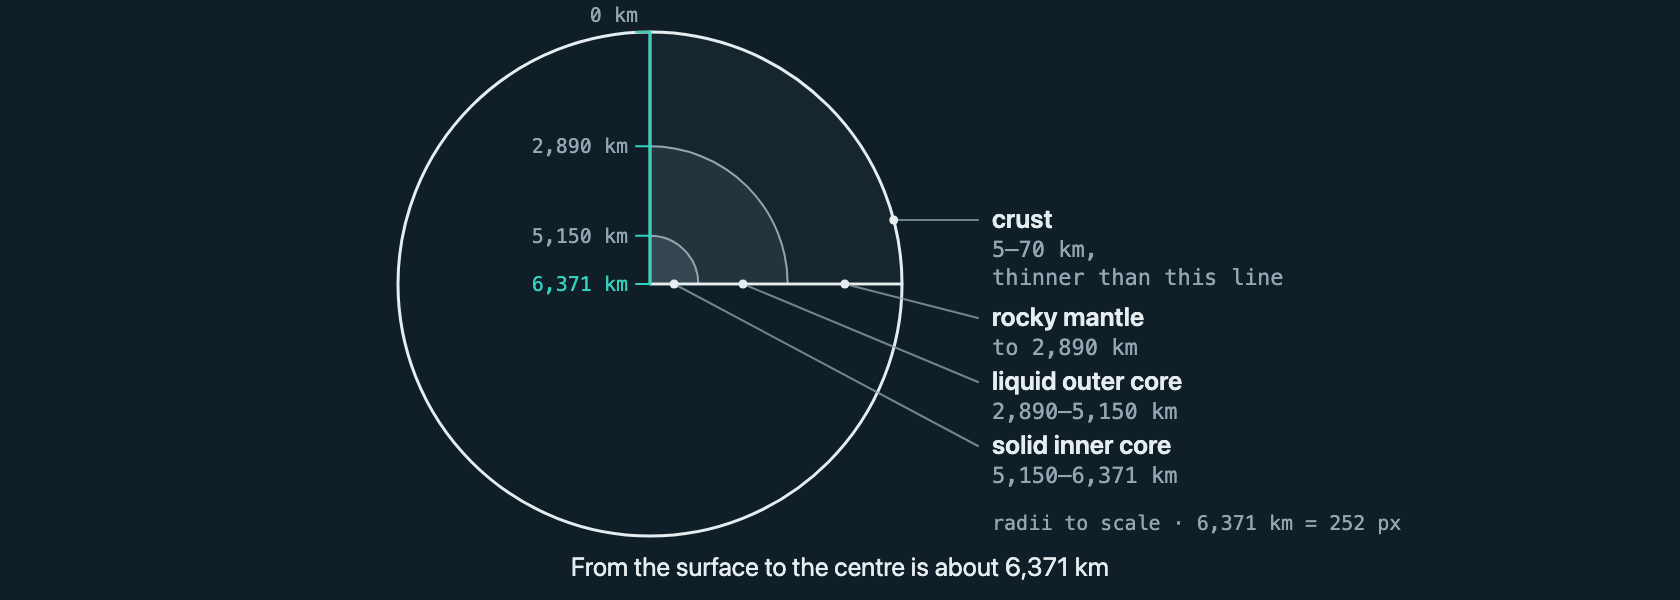 0 km
2,890 km
5,150 km
6,371 km
crust
5–70 km,
thinner than this line
rocky mantle
to 2,890 km
liquid outer core
2,890–5,150 km
solid inner core
5,150–6,371 km
radii to scale · 6,371 km = 252 px
From the surface to the centre is about 6,371 km